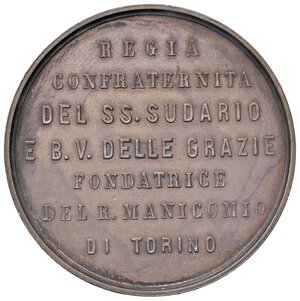 REGIA
CONFRATERNITA
DEL SS. SUDARIO
E B. V. DELLE GRAZIE
FONDATRICE
DEL R. MANICOMIO
DI TORINO